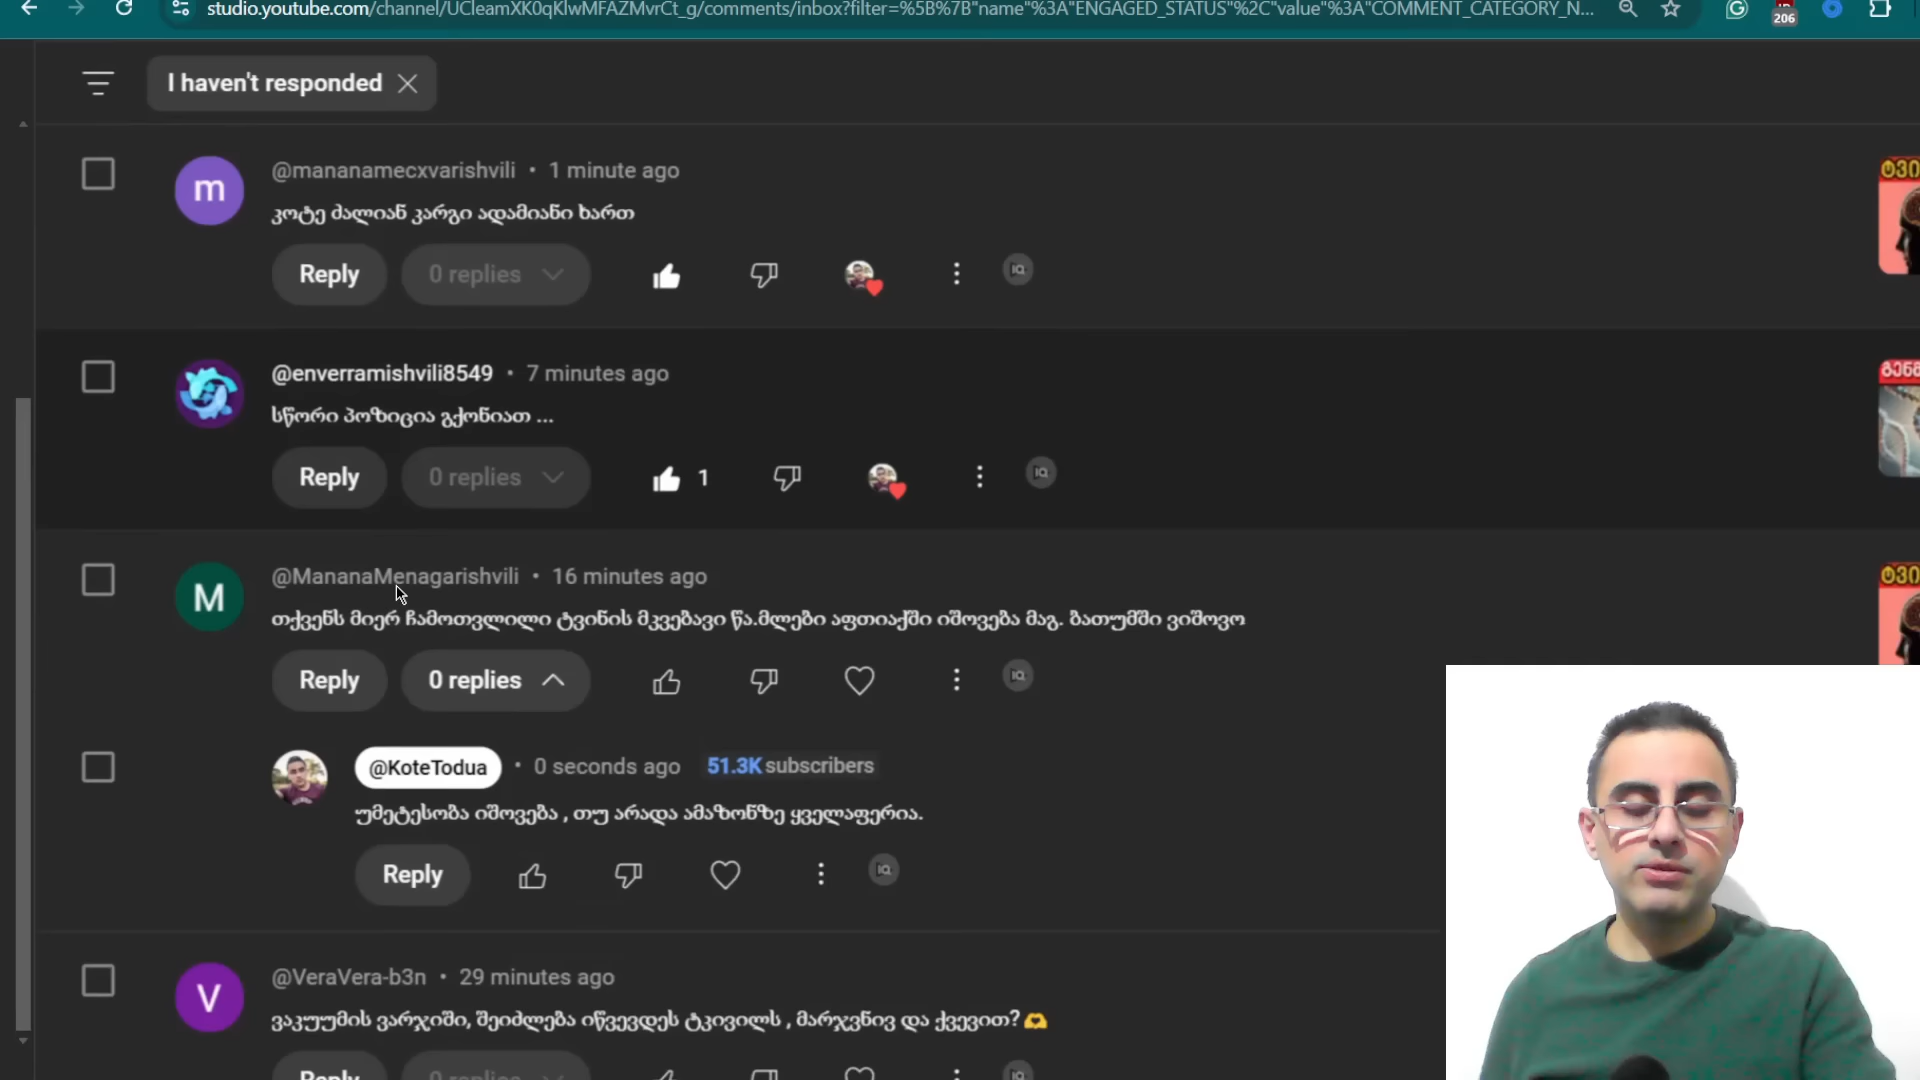 studio.youtube.com/channel/UCleamXK0qKlwMFAZMvrCt_g/comments/inbox?filter=%5B%7B"name"%3A"ENGAGED_STATUS"%2C"value"%3A"COMMENT_CATEGORY_N...
206
I haven't responded
m
@mananamecxvarishvili • 1 minute ago
კოტე ძალიან კარგი ადამიანი ხართ
Reply 0 replies
@enverramishvili8549 • 7 minutes ago
სწორი პოზიცია გქონიათ ...
Reply 0 replies 1
M
@MananaMenagarishvili • 16 minutes ago
თქვენს მიერ ჩამოთვლილი ტვინის მკვებავი წა.მლები აფთიაქში იშოვება მაგ. ბათუმში ვიშოვო
Reply 0 replies
@KoteTodua • 0 seconds ago 51.3K subscribers
უმეტესობა იშოვება , თუ არადა ამაზონზე ყველაფერია.
Reply
V
@VeraVera-b3n • 29 minutes ago
ვაკუუმის ვარჯიში, შეიძლება იწვევდეს ტკივილს , მარჯვნივ და ქვევით?🫶
Reply 0 replies